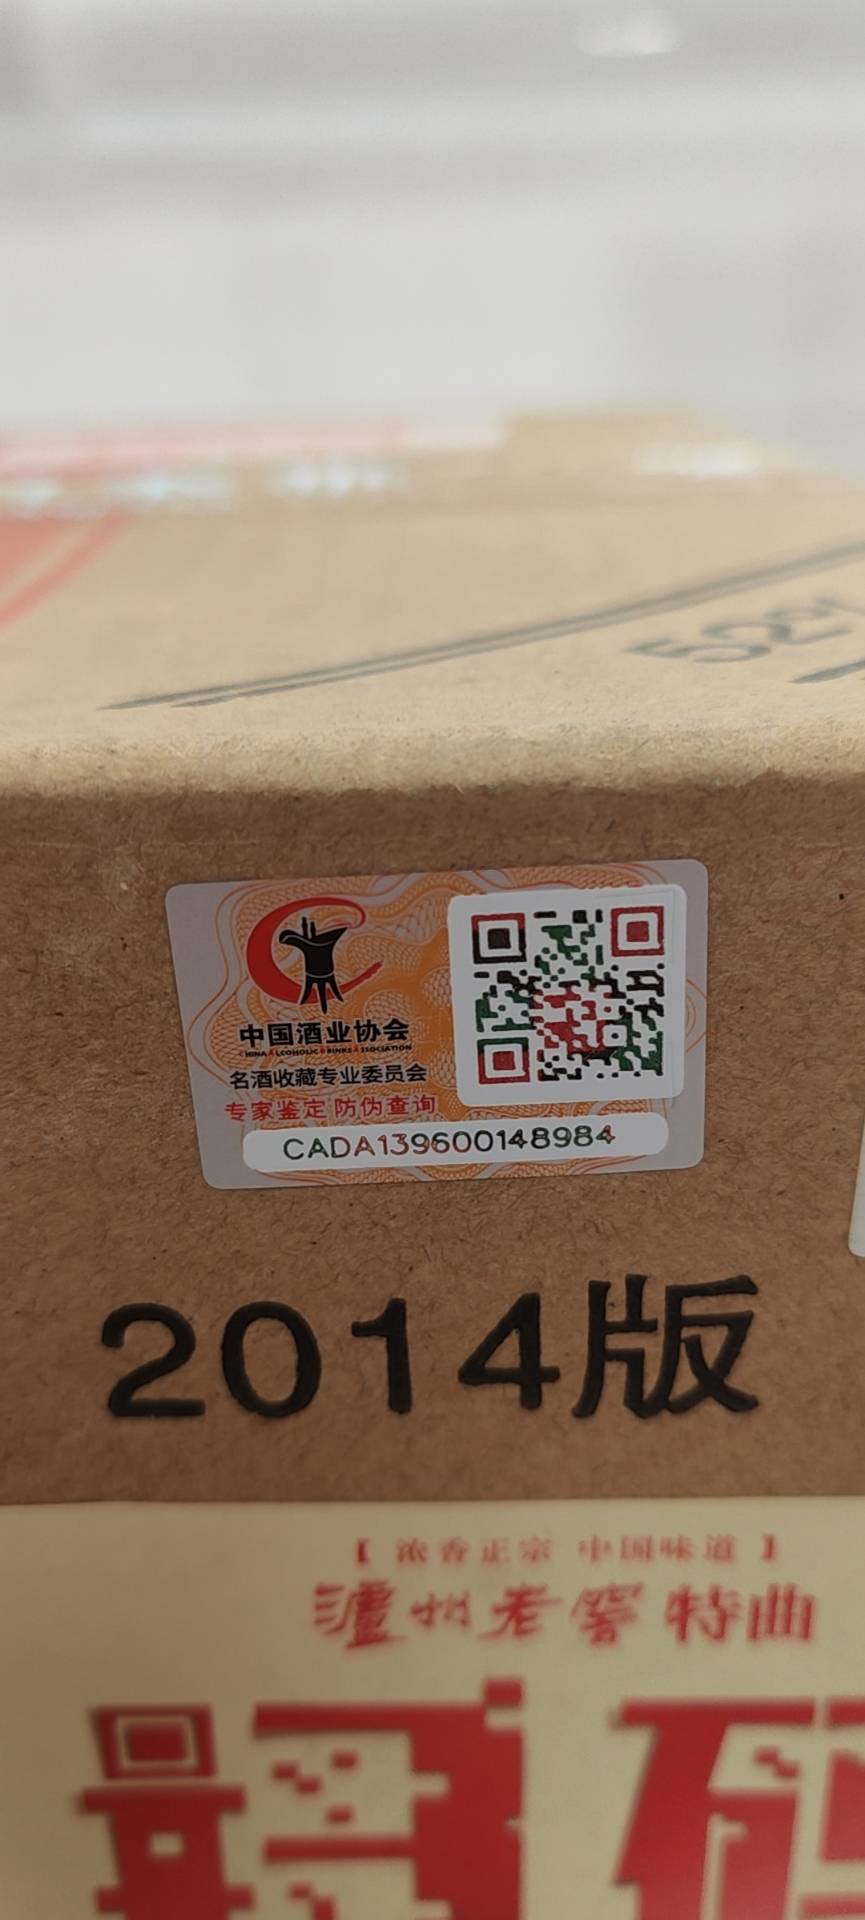 52%
中国酒业协会
CHINA ALCOHOLIC DRINKS ASSOCIATION
名酒收藏专业委员会
专家鉴定 防伪查询
CADA139600148984
2014版
【 浓香正宗 中国味道 】
泸州老窖 特曲